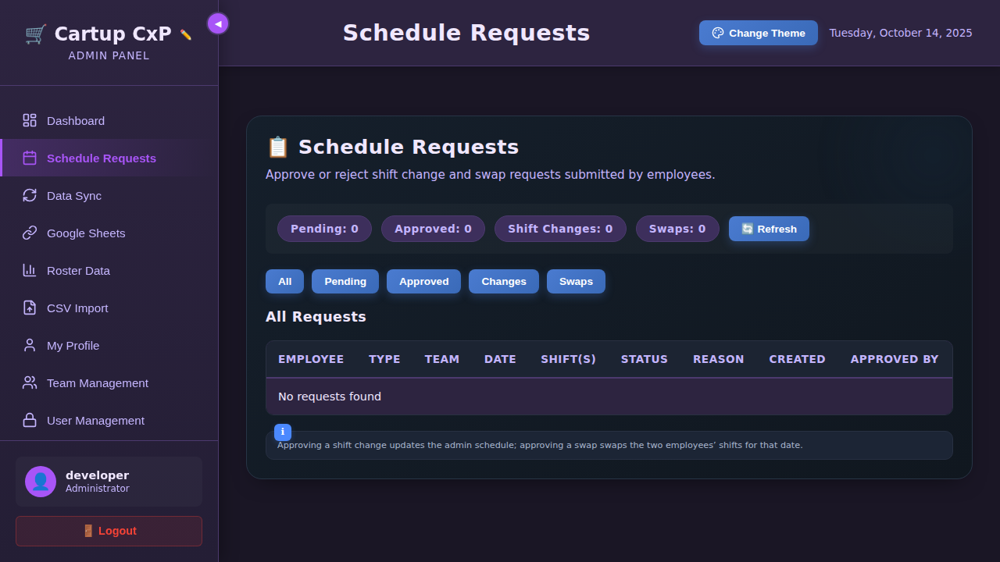 🛒 Cartup CxP ✏️
ADMIN PANEL
◀
Schedule Requests
Change Theme
Tuesday, October 14, 2025
Dashboard
Schedule Requests
Data Sync
Google Sheets
Roster Data
CSV Import
My Profile
Team Management
User Management
developer
Administrator
🚪 Logout
📋 Schedule Requests
Approve or reject shift change and swap requests submitted by employees.
Pending: 0 Approved: 0 Shift Changes: 0 Swaps: 0 🔄 Refresh
All Pending Approved Changes Swaps
All Requests
EMPLOYEE TYPE TEAM DATE SHIFT(S) STATUS REASON CREATED APPROVED BY
No requests found
i
Approving a shift change updates the admin schedule; approving a swap swaps the two employees’ shifts for that date.